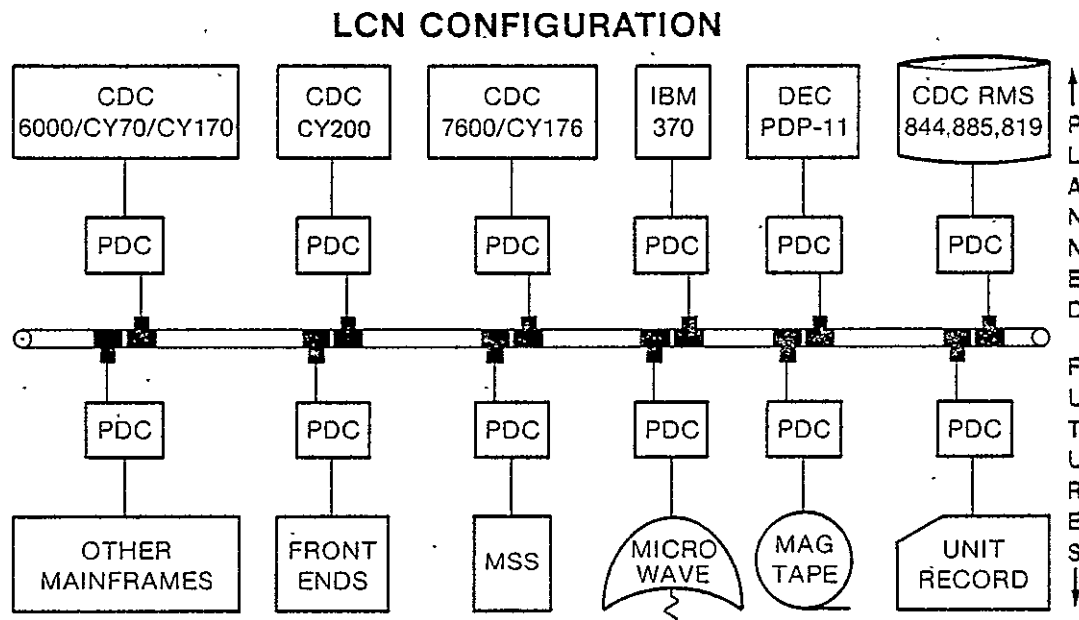 LCN CONFIGURATION
CDC
6000/CY70/CY170
CDC
CY200
CDC
7600/CY176
IBM
370
DEC
PDP-11
CDC RMS
844,885,819
PDC
PDC
PDC
PDC
PDC
PDC
PLANNED
FUTURES
PDC
PDC
PDC
PDC
PDC
PDC
OTHER
MAINFRAMES
FRONT
ENDS
MSS
MICRO
WAVE
MAG
TAPE
UNIT
RECORD